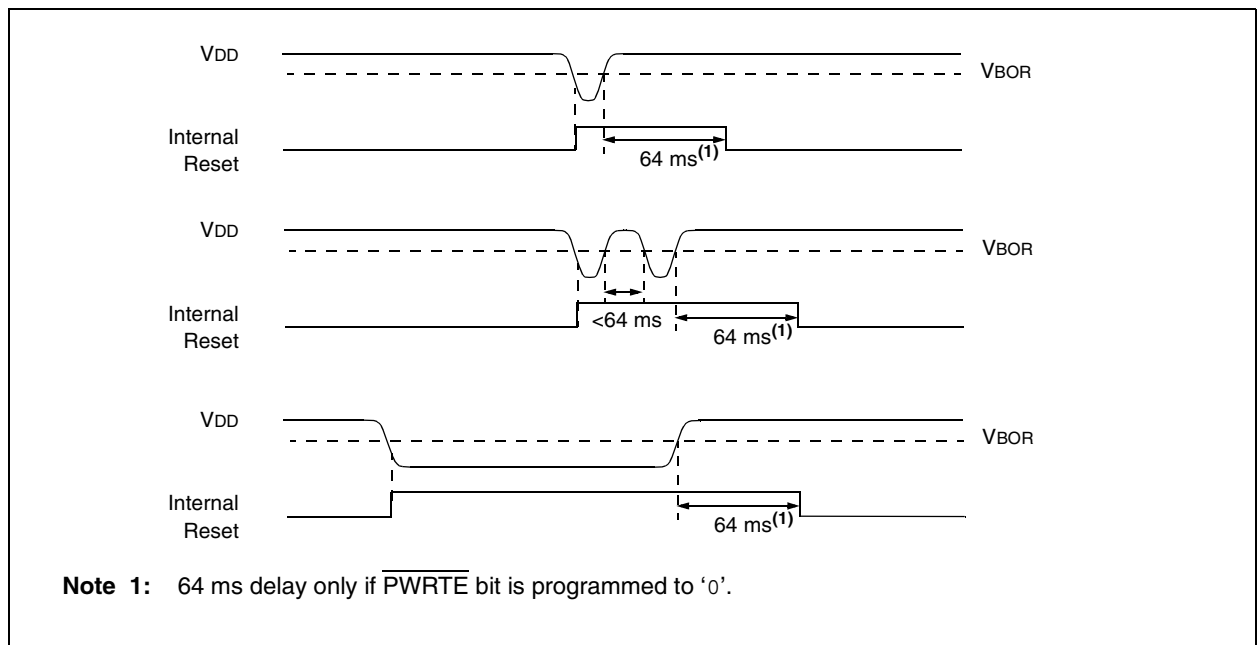 VDD
VBOR
Internal
Reset
64 ms(1)
VDD
VBOR
Internal
Reset
<64 ms
64 ms(1)
VDD
VBOR
Internal
Reset
64 ms(1)
Note 1: 64 ms delay only if PWRTE bit is programmed to ‘0’.